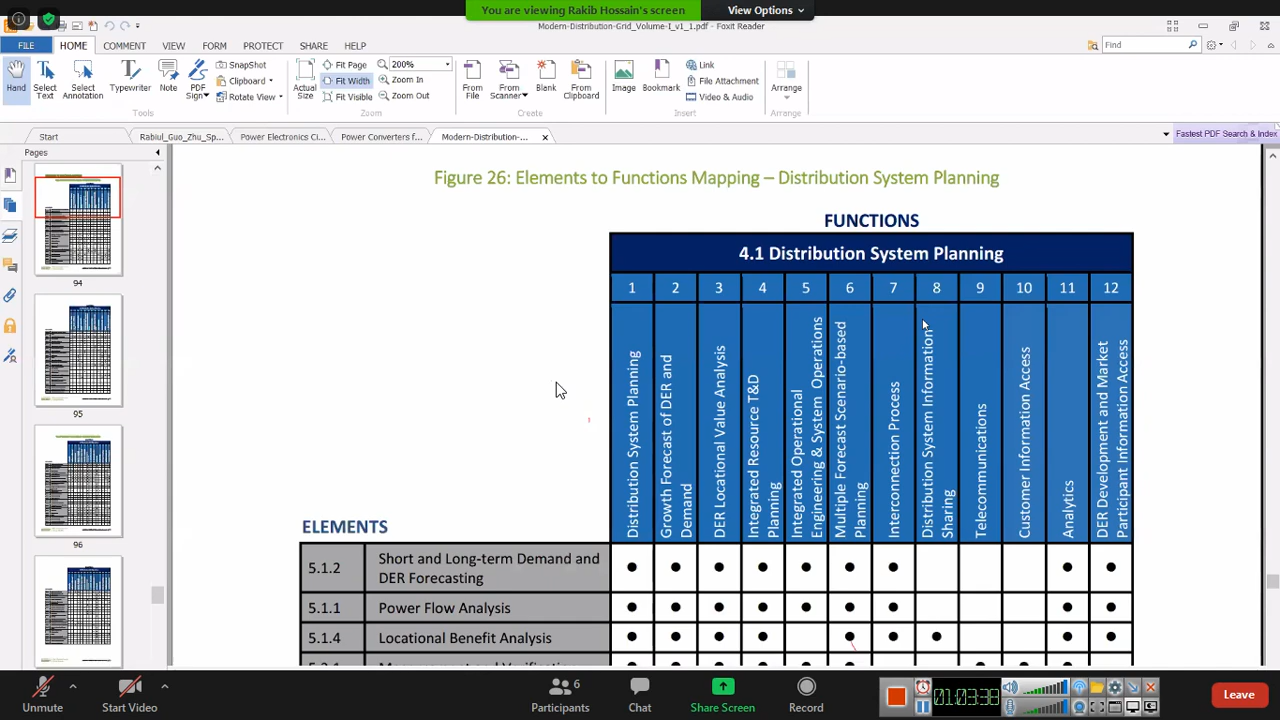 You are viewing Rakib Hossain's screen
View Options
Modern-Distribution-Grid_Volume-I_v1_1.pdf - Foxit Reader
FILE HOME COMMENT VIEW FORM PROTECT SHARE HELP
Find
Hand
Select Text
Select Annotation
SnapShot
Clipboard
Rotate View
Typewriter
Note
PDF Sign
Tools
Actual Size
Fit Page
Fit Width
Fit Visible
200%
Zoom In
Zoom Out
Zoom
From File
From Scanner
Blank
From Clipboard
Create
Image
Bookmark
Link
File Attachment
Video & Audio
Insert
Arrange
Arrange
Start
Rabiul_Guo_Zhu_Sp...
Power Electronics Ci...
Power Converters f...
Modern-Distribution-...
Fastest PDF Search & Index
Pages
94
95
96
Figure 26: Elements to Functions Mapping – Distribution System Planning
FUNCTIONS
4.1 Distribution System Planning
1 2 3 4 5 6 7 8 9 10 11 12
Distribution System Planning
Growth Forecast of DER and Demand
DER Locational Value Analysis
Integrated Resource T&D Planning
Integrated Operational Engineering & System Operations
Multiple Forecast Scenario-based Planning
Interconnection Process
Distribution System Information Sharing
Telecommunications
Customer Information Access
Analytics
DER Development and Market Participant Information Access
ELEMENTS
5.1.2 Short and Long-term Demand and DER Forecasting
5.1.1 Power Flow Analysis
5.1.4 Locational Benefit Analysis
Unmute
Start Video
6
Participants
Chat
Share Screen
Record
01:03:38
Leave